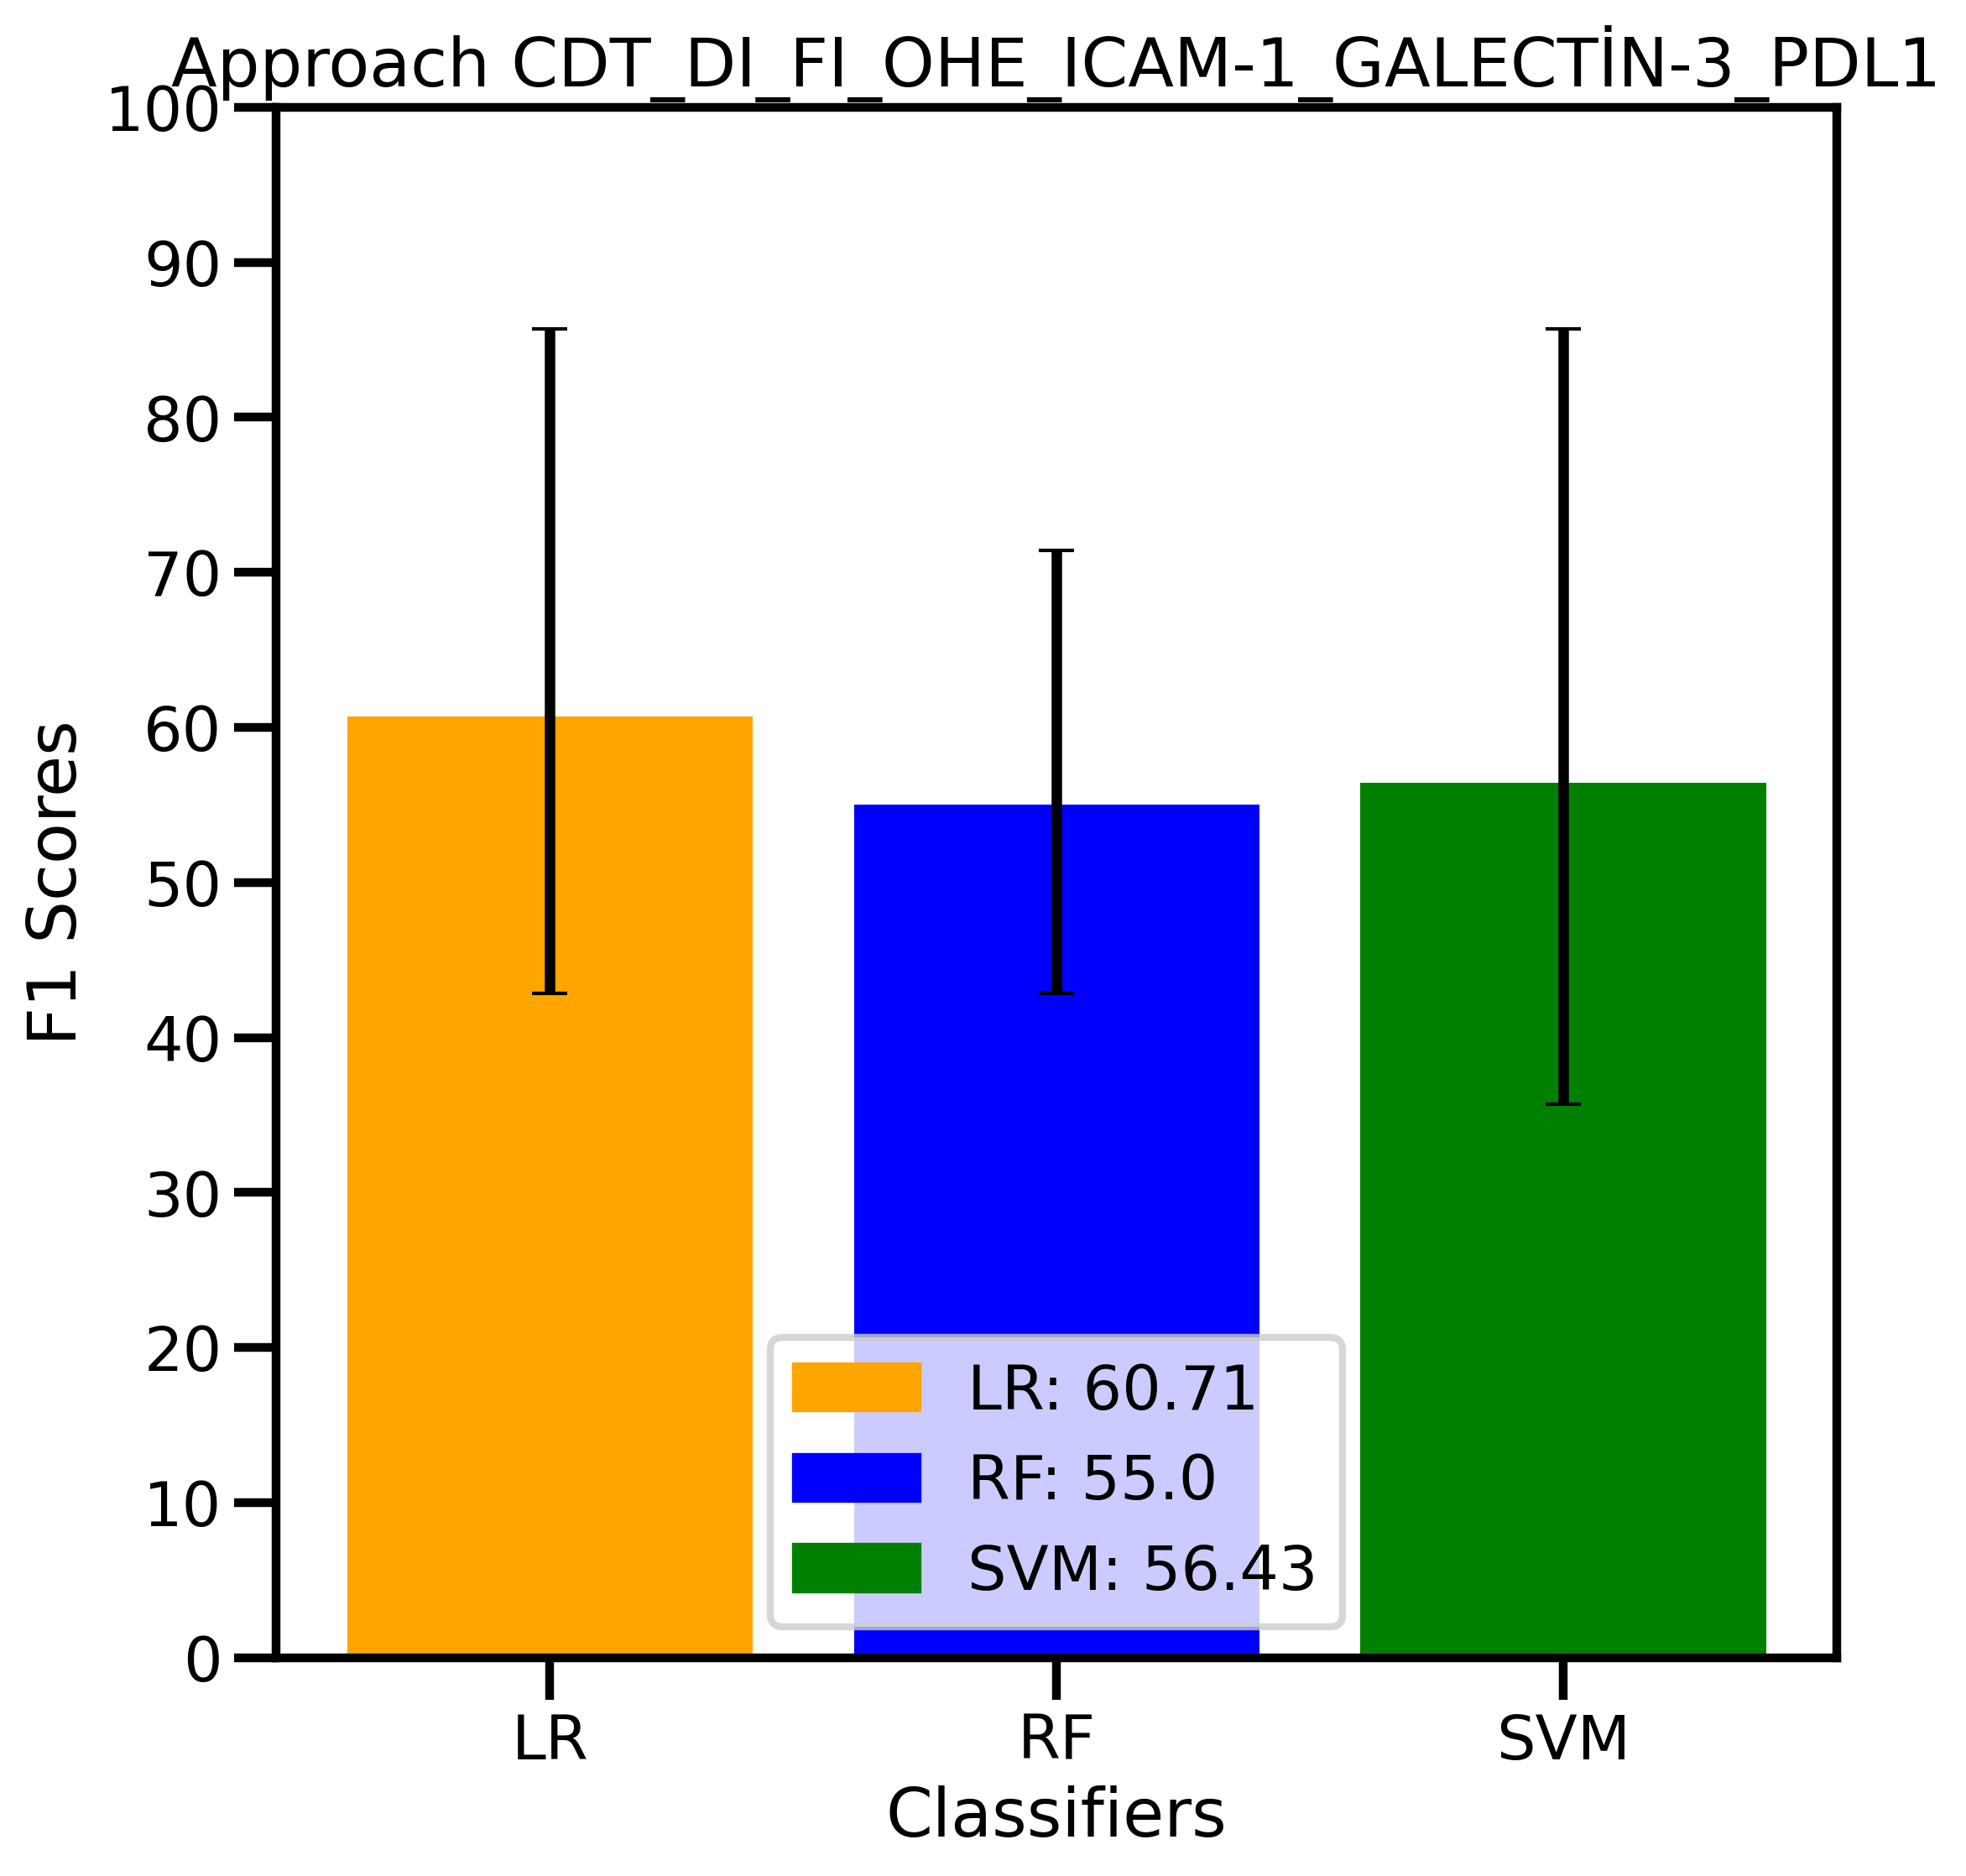 Approach CDT_DI_FI_OHE_ICAM-1_GALECTİN-3_PDL1
100
90
80
70
60
50
40
30
20
10
0
F1 Scores
LR: 60.71
RF: 55.0
SVM: 56.43
LR
RF
SVM
Classifiers